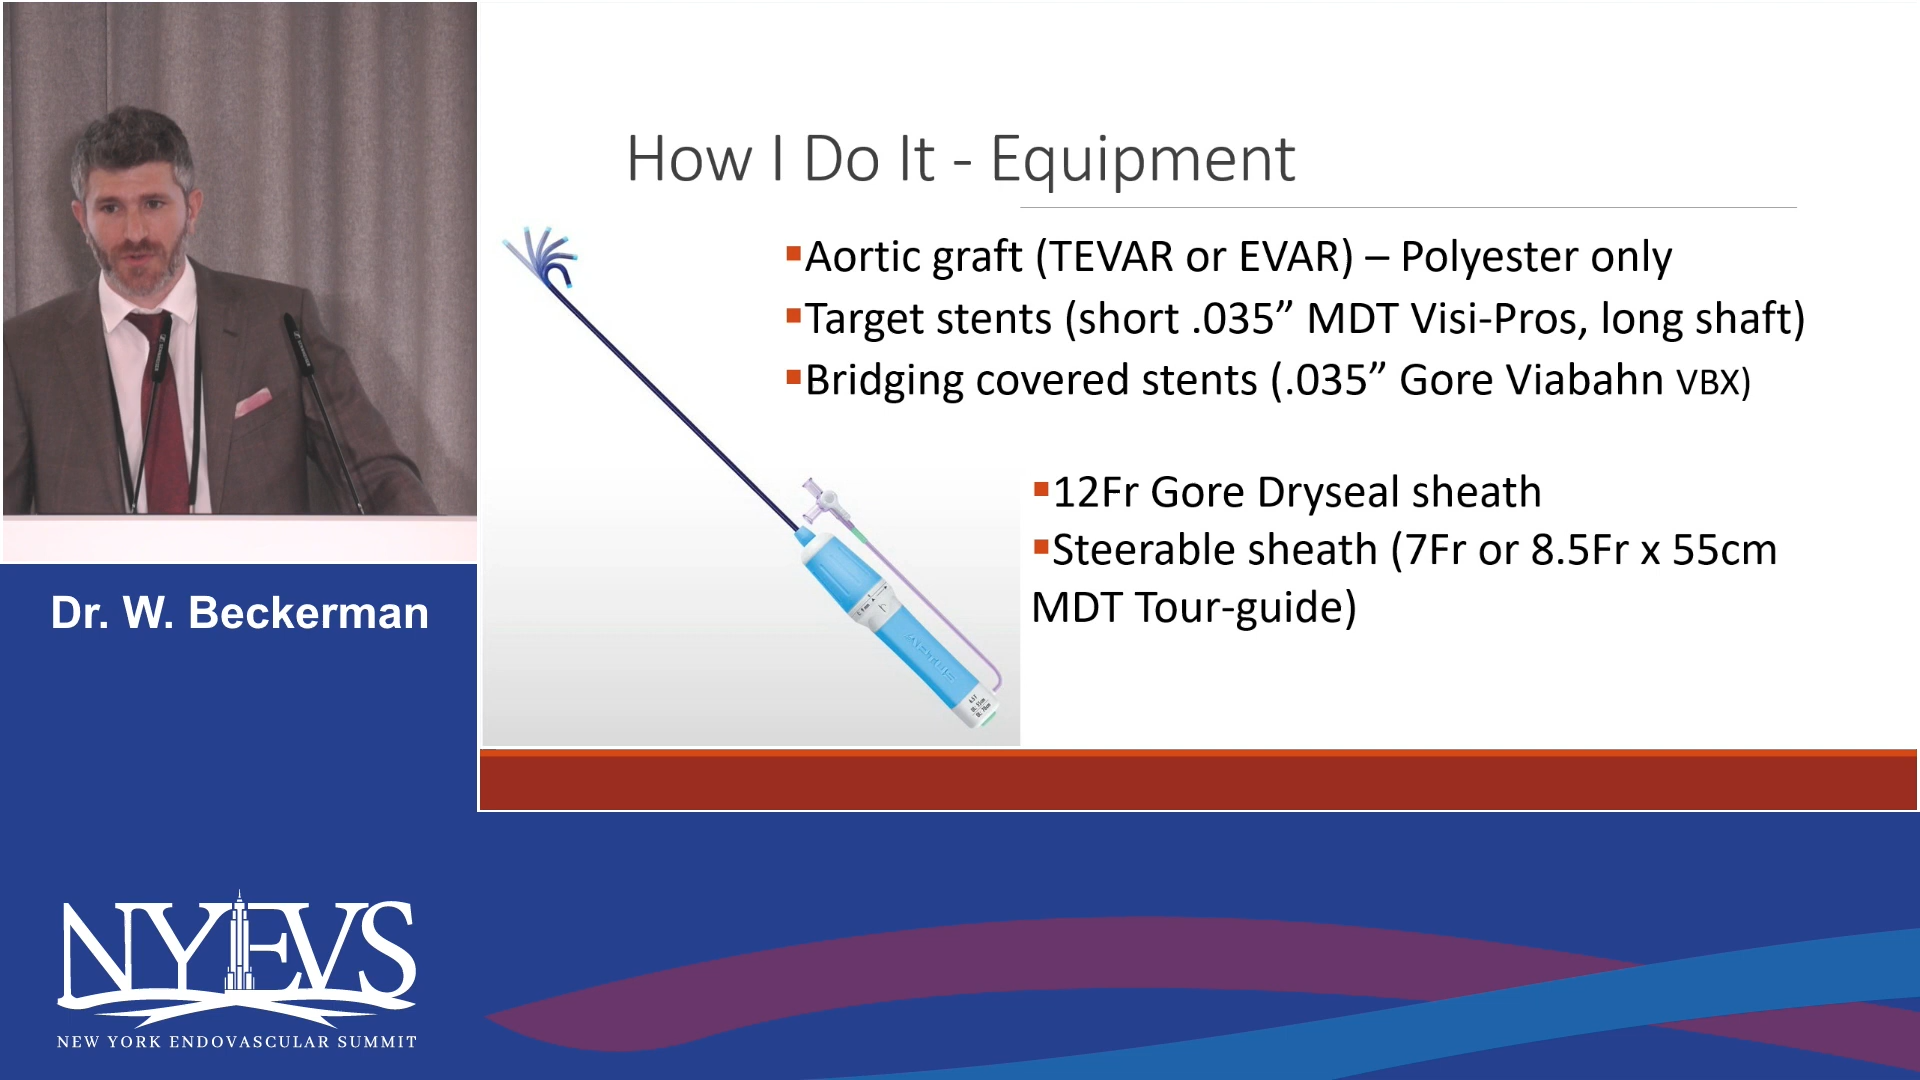 How I Do It - Equipment
▪Aortic graft (TEVAR or EVAR) – Polyester only
▪Target stents (short .035” MDT Visi-Pros, long shaft)
▪Bridging covered stents (.035” Gore Viabahn VBX)
▪12Fr Gore Dryseal sheath
▪Steerable sheath (7Fr or 8.5Fr x 55cm
MDT Tour-guide)
Dr. W. Beckerman
NYEVS
NEW YORK ENDOVASCULAR SUMMIT